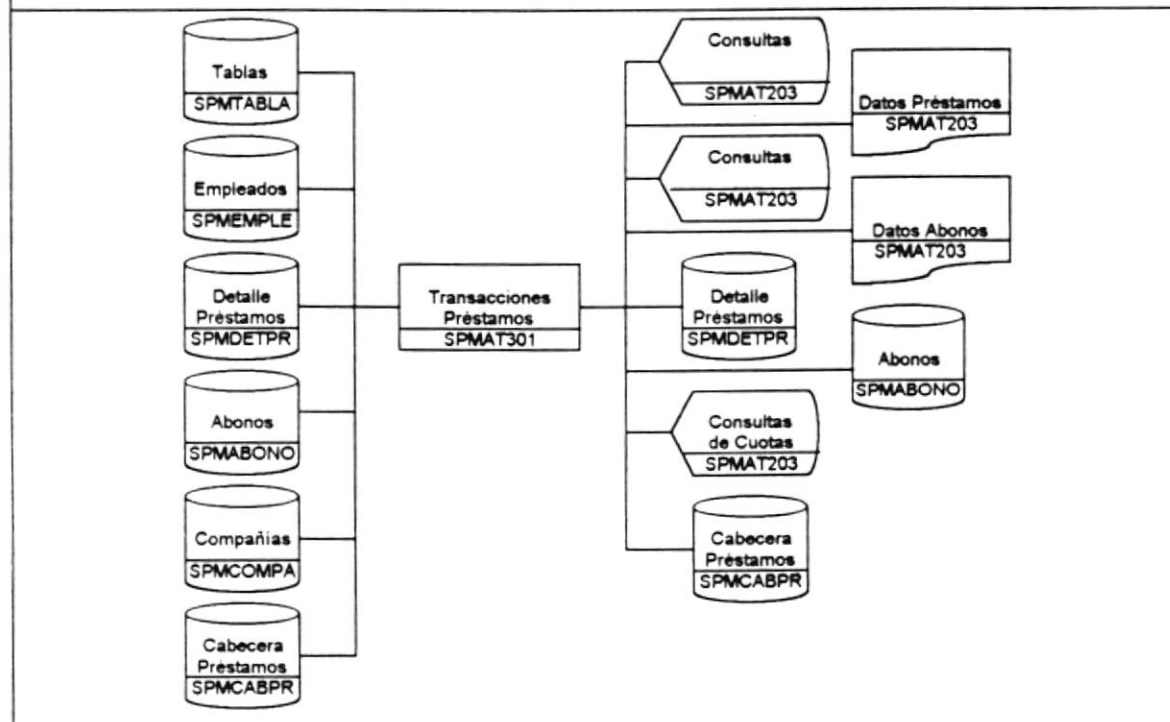 Tablas
SPMTABLA
Empleados
SPMEMPLE
Detalle
Préstamos
SPMDETPR
Abonos
SPMABONO
Compañías
SPMCOMPA
Cabecera
Préstamos
SPMCABPR
Transacciones
Préstamos
SPMAT301
Consultas
SPMAT203
Datos Préstamos
SPMAT203
Consultas
SPMAT203
Datos Abonos
SPMAT203
Detalle
Préstamos
SPMDETPR
Abonos
SPMABONO
Consultas
de Cuotas
SPMAT203
Cabecera
Préstamos
SPMCABPR